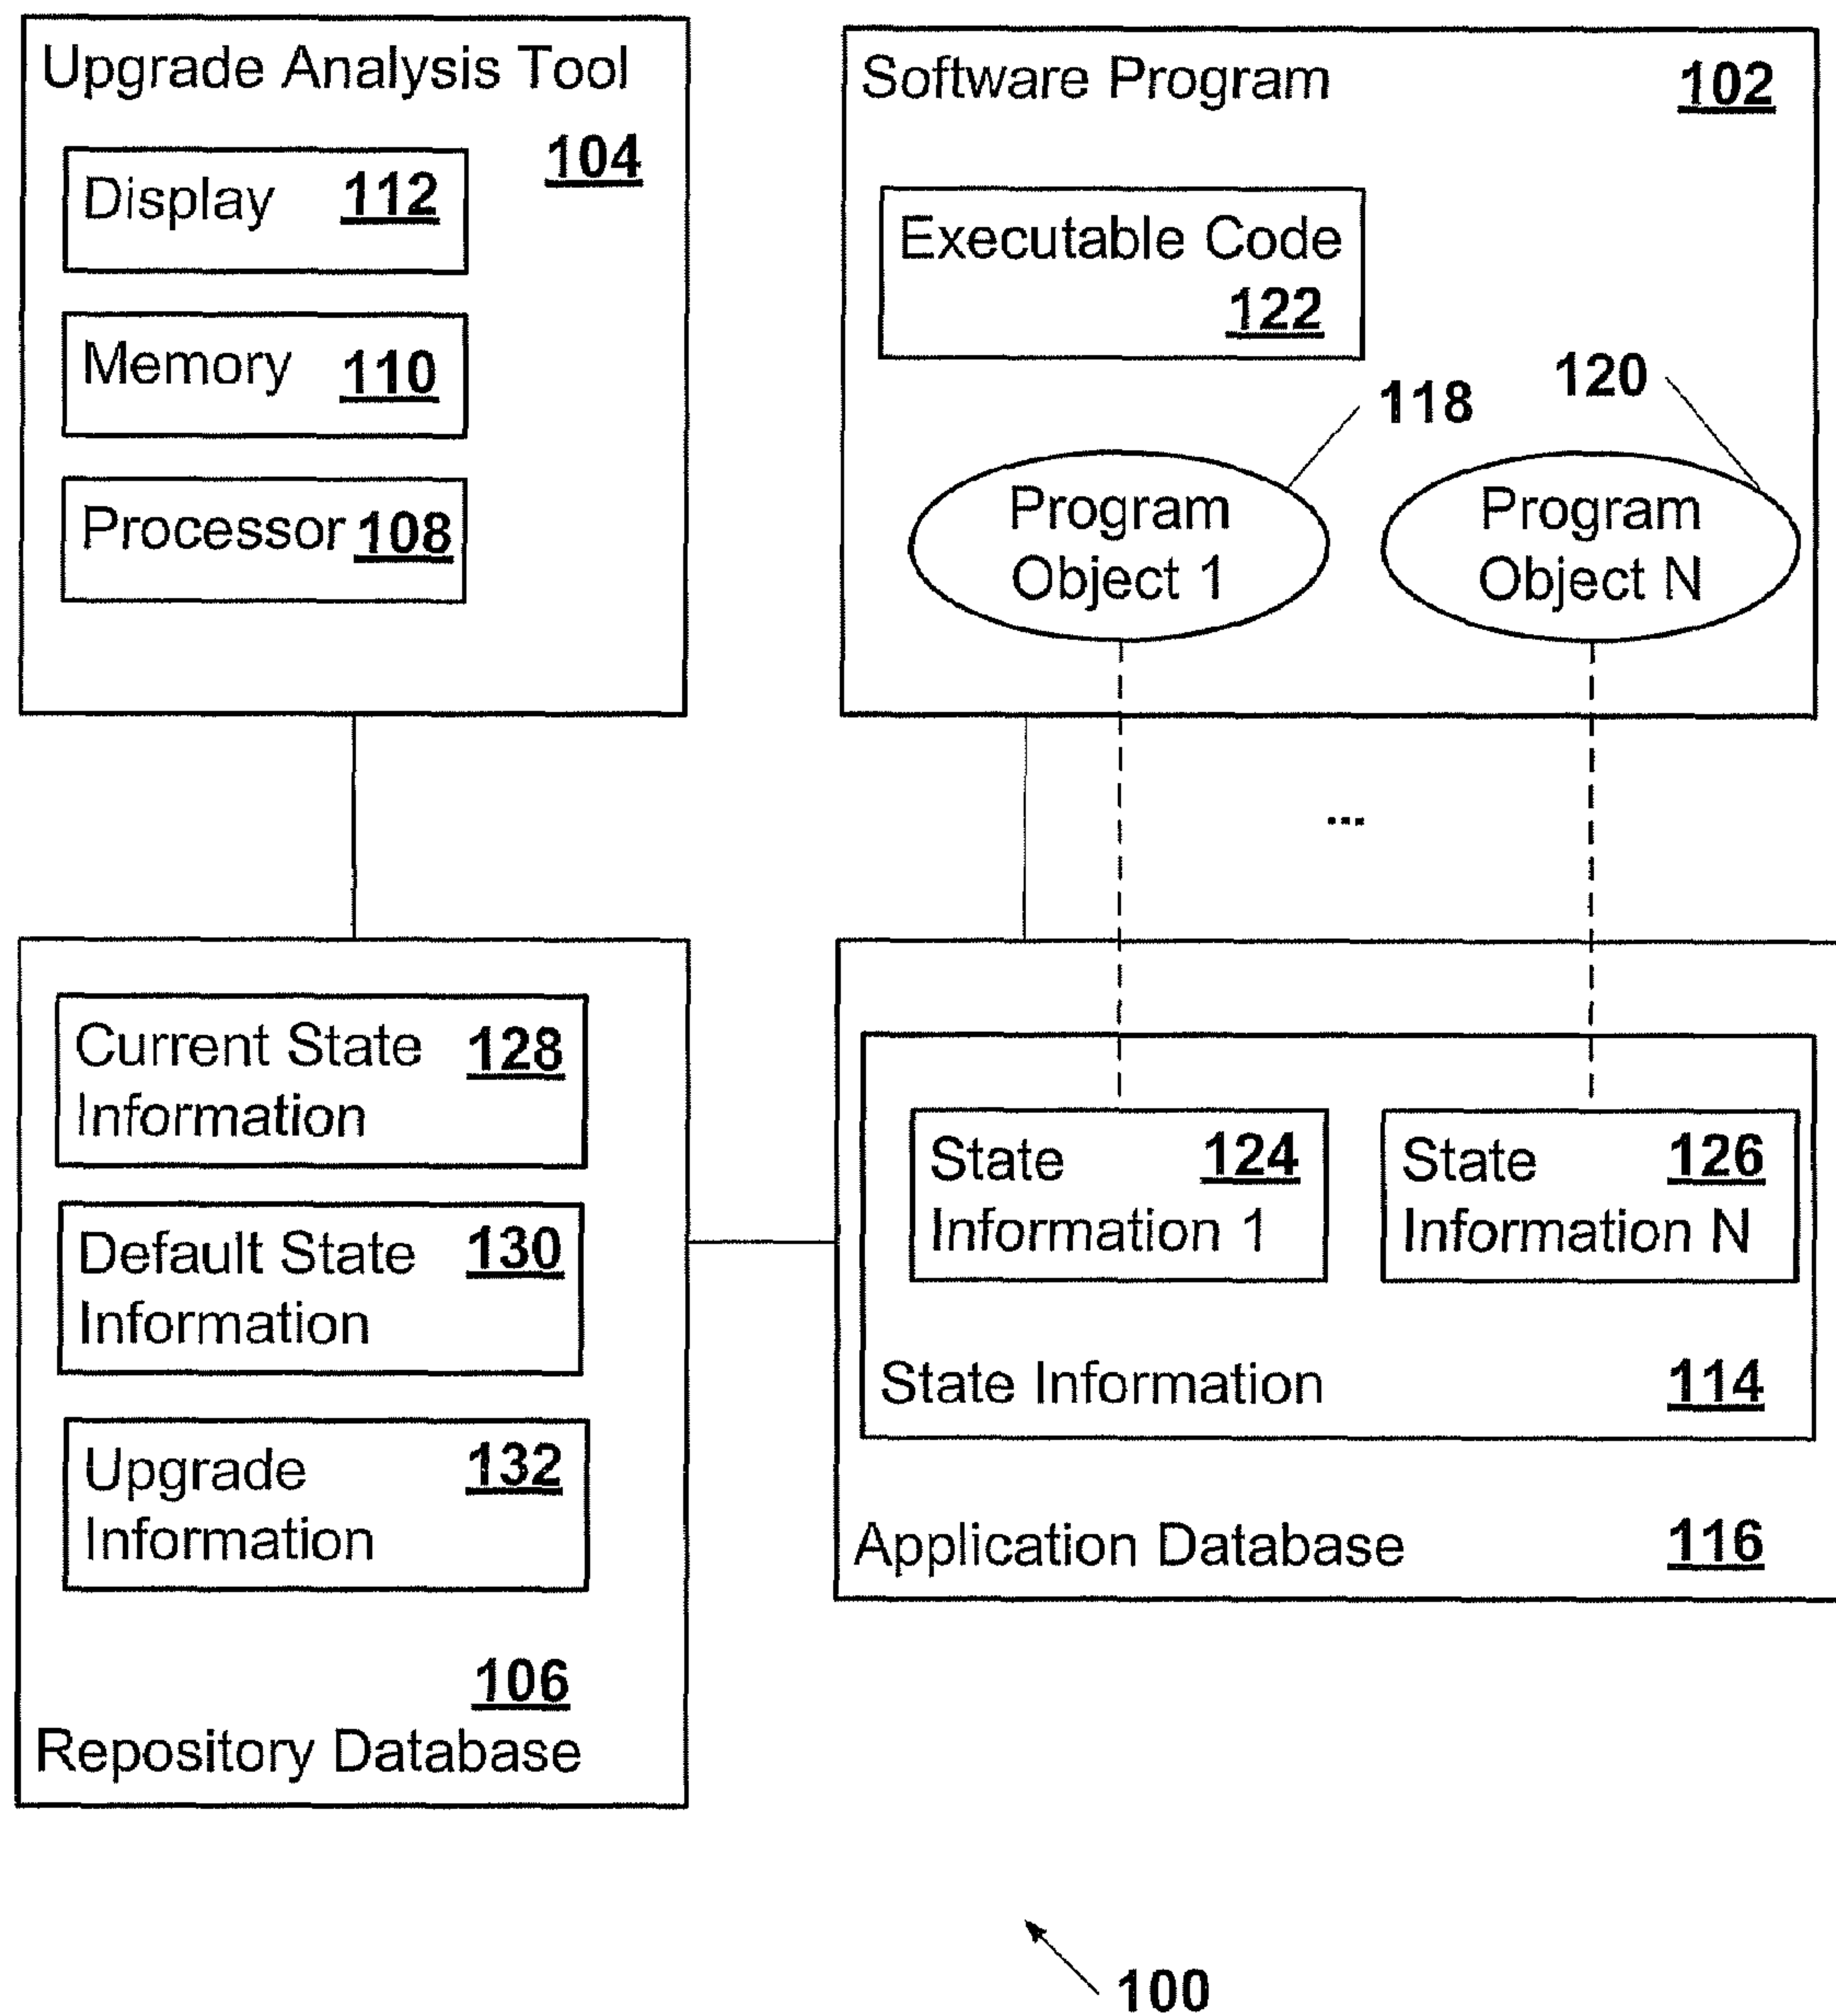 Upgrade Analysis Tool
104
Display 112
Memory 110
Processor 108
Software Program 102
Executable Code
122
118
120
Program
Object 1
Program
Object N
...
Current State 128
Information
Default State 130
Information
Upgrade 132
Information
106
Repository Database
State 124
Information 1
State 126
Information N
State Information 114
Application Database 116
100